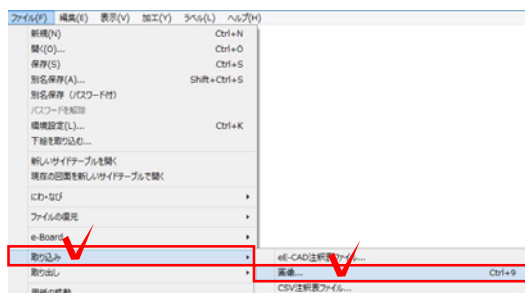 ファイル(F) 編集(E) 表示(V) 加工(Y) ラベル(L) ヘルプ(H)
新規(N) Ctrl+N
開く(O)... Ctrl+O
保存(S) Ctrl+S
別名保存(A)... Shift+Ctrl+S
別名保存（パスワード付）
パスワードを解除
環境設定(L)... Ctrl+K
下絵を取り込む...
新しいサイドテーブルを開く
現在の図面を新しいサイドテーブルで開く
にわ・なび
ファイルの復元
e-Board
取り込み
eE-CAD注釈表ファイル...
画像... Ctrl+9
取り出し
CSV注釈表ファイル...
用紙の移動